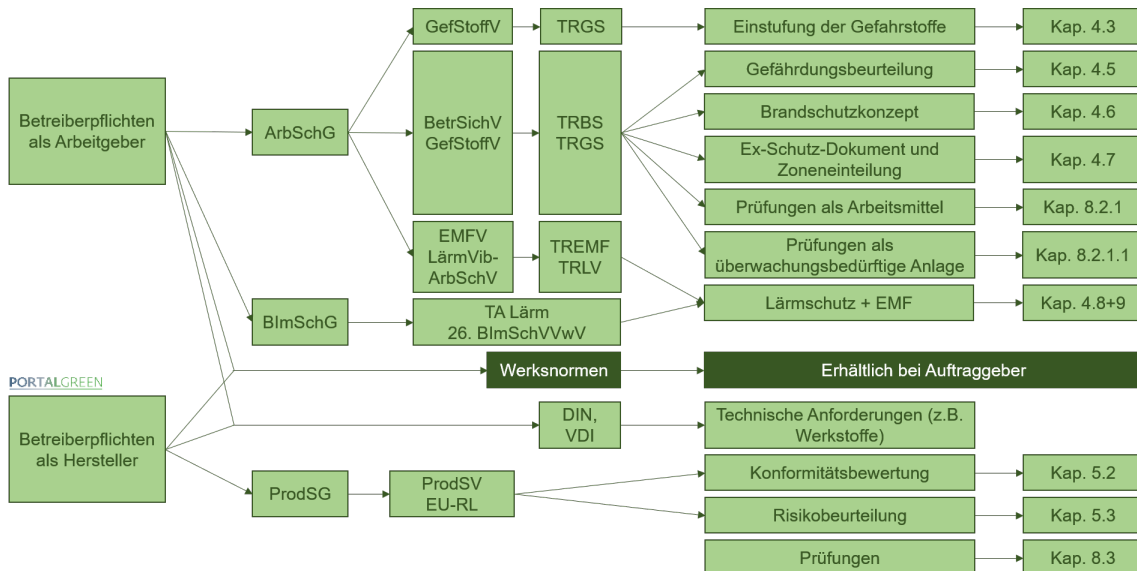 GefStoffV
TRGS
Einstufung der Gefahrstoffe
Kap. 4.3
Betreiberpflichten
als Arbeitgeber
ArbSchG
BetrSichV
GefStoffV
TRBS
TRGS
Gefährdungsbeurteilung
Kap. 4.5
Brandschutzkonzept
Kap. 4.6
Ex-Schutz-Dokument und
Zoneneinteilung
Kap. 4.7
Prüfungen als Arbeitsmittel
Kap. 8.2.1
EMFV
LärmVib-
ArbSchV
TREMF
TRLV
Prüfungen als
überwachungsbedürftige Anlage
Kap. 8.2.1.1
BImSchG
TA Lärm
26. BImSchVVwV
Lärmschutz + EMF
Kap. 4.8+9
Werksnormen
Erhältlich bei Auftraggeber
PORTALGREEN
Betreiberpflichten
als Hersteller
DIN,
VDI
Technische Anforderungen (z.B.
Werkstoffe)
ProdSG
ProdSV
EU-RL
Konformitätsbewertung
Kap. 5.2
Risikobeurteilung
Kap. 5.3
Prüfungen
Kap. 8.3